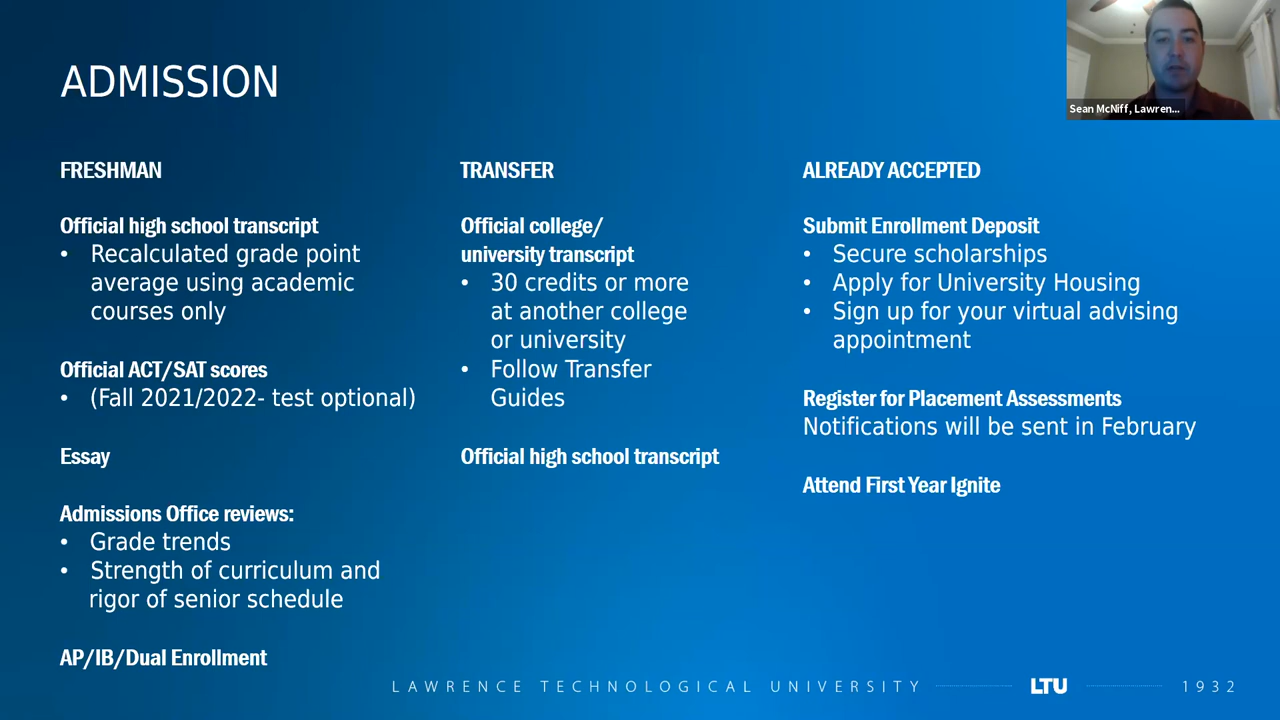 ADMISSION
Sean McNiff, Lawren...
FRESHMAN
Official high school transcript
• Recalculated grade point
average using academic
courses only
Official ACT/SAT scores
• (Fall 2021/2022- test optional)
Essay
Admissions Office reviews:
• Grade trends
• Strength of curriculum and
rigor of senior schedule
AP/IB/Dual Enrollment
TRANSFER
Official college/
university transcript
• 30 credits or more
at another college
or university
• Follow Transfer
Guides
Official high school transcript
ALREADY ACCEPTED
Submit Enrollment Deposit
• Secure scholarships
• Apply for University Housing
• Sign up for your virtual advising
appointment
Register for Placement Assessments
Notifications will be sent in February
Attend First Year Ignite
LAWRENCE TECHNOLOGICAL UNIVERSITY LTU 1932